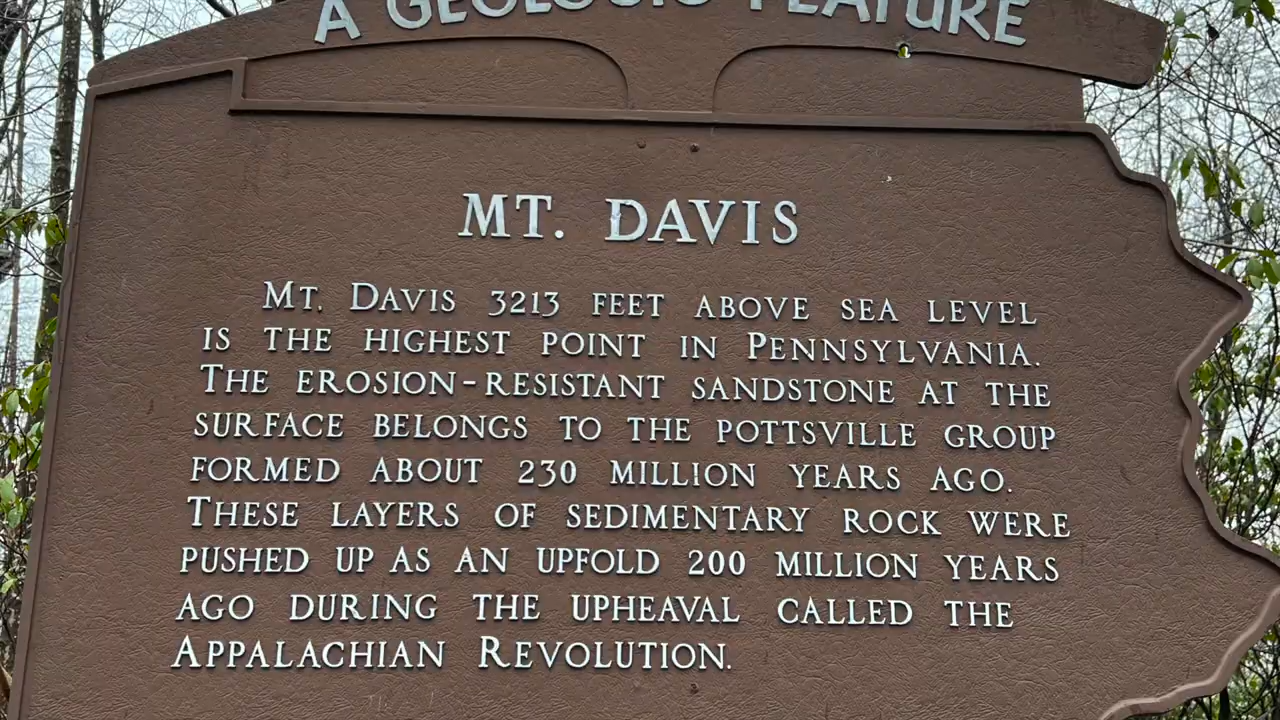 A GEOLOGIC FEATURE
MT. DAVIS
MT. DAVIS 3213 FEET ABOVE SEA LEVEL
IS THE HIGHEST POINT IN PENNSYLVANIA.
THE EROSION-RESISTANT SANDSTONE AT THE
SURFACE BELONGS TO THE POTTSVILLE GROUP
FORMED ABOUT 230 MILLION YEARS AGO.
THESE LAYERS OF SEDIMENTARY ROCK WERE
PUSHED UP AS AN UPFOLD 200 MILLION YEARS
AGO DURING THE UPHEAVAL CALLED THE
APPALACHIAN REVOLUTION.